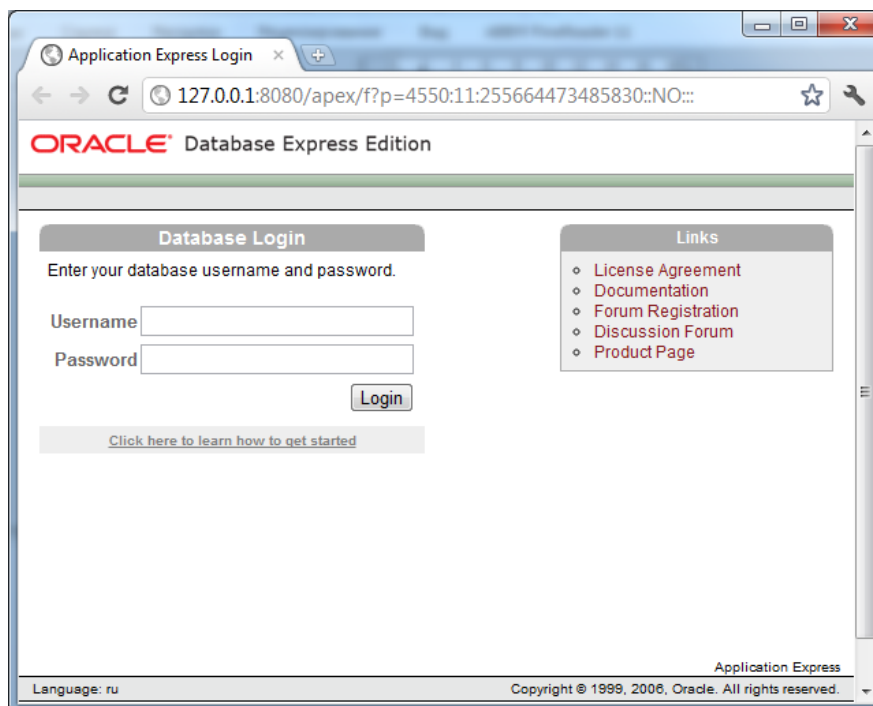 Application Express Login
127.0.0.1:8080/apex/f?p=4550:11:255664473485830::NO:::
ORACLE Database Express Edition
Database Login
Enter your database username and password.
Username
Password
Login
Click here to learn how to get started
Links
License Agreement
Documentation
Forum Registration
Discussion Forum
Product Page
Application Express
Language: ru
Copyright © 1999, 2006, Oracle. All rights reserved.